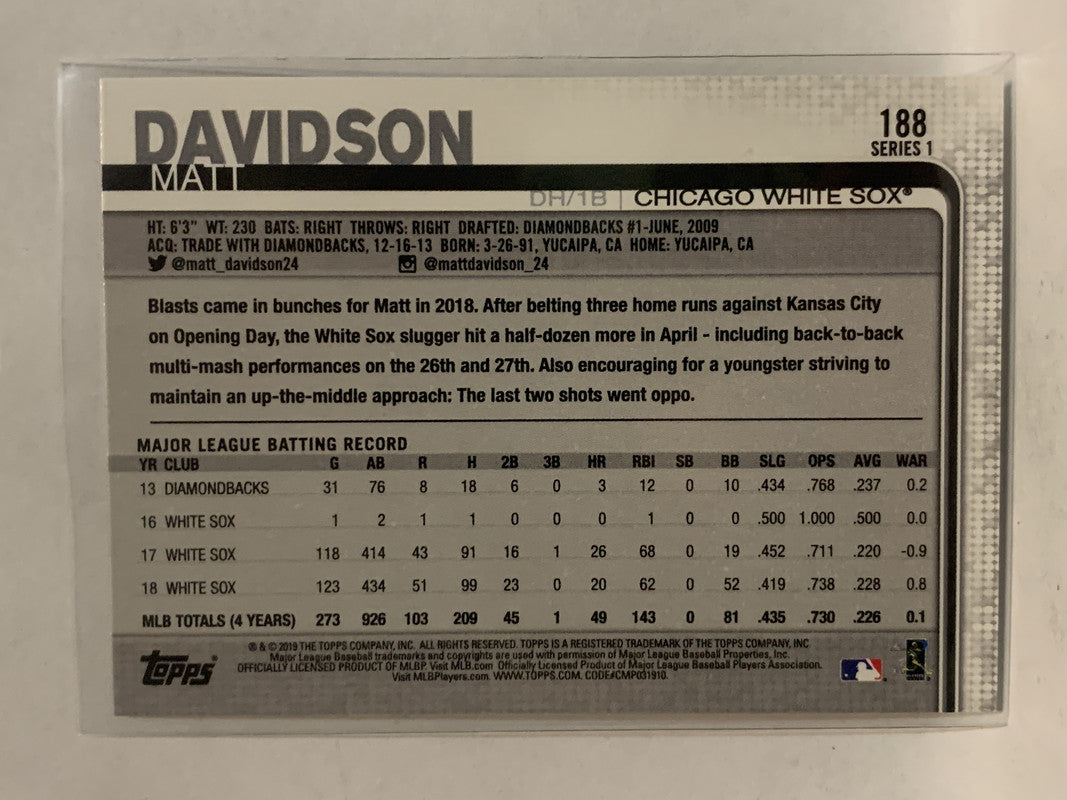 DAVIDSON
MATT
188
SERIES 1
DH/1B | CHICAGO WHITE SOX®
HT: 6'3" WT: 230 BATS: RIGHT THROWS: RIGHT DRAFTED: DIAMONDBACKS #1-JUNE, 2009
ACQ: TRADE WITH DIAMONDBACKS, 12-16-13 BORN: 3-26-91, YUCAIPA, CA HOME: YUCAIPA, CA
@matt_davidson24 @mattdavidson_24
Blasts came in bunches for Matt in 2018. After belting three home runs against Kansas City
on Opening Day, the White Sox slugger hit a half-dozen more in April - including back-to-back
multi-mash performances on the 26th and 27th. Also encouraging for a youngster striving to
maintain an up-the-middle approach: The last two shots went oppo.
MAJOR LEAGUE BATTING RECORD
YR CLUB G AB R H 2B 3B HR RBI SB BB SLG OPS AVG WAR
13 DIAMONDBACKS 31 76 8 18 6 0 3 12 0 10 .434 .768 .237 0.2
16 WHITE SOX 1 2 1 1 0 0 0 1 0 0 .500 1.000 .500 0.0
17 WHITE SOX 118 414 43 91 16 1 26 68 0 19 .452 .711 .220 -0.9
18 WHITE SOX 123 434 51 99 23 0 20 62 0 52 .419 .738 .228 0.8
MLB TOTALS (4 YEARS) 273 926 103 209 45 1 49 143 0 81 .435 .730 .226 0.1
® & © 2019 THE TOPPS COMPANY, INC. ALL RIGHTS RESERVED. TOPPS IS A REGISTERED TRADEMARK OF THE TOPPS COMPANY, INC
Major League Baseball trademarks and copyrights are used with permission of Major League Baseball Properties, Inc.
OFFICIALLY LICENSED PRODUCT OF MLBP. Visit MLB.com Officially Licensed Product of Major League Baseball Players Association.
Visit MLBPlayers.com. WWW.TOPPS.COM. CODE#CMP031910.
Topps®